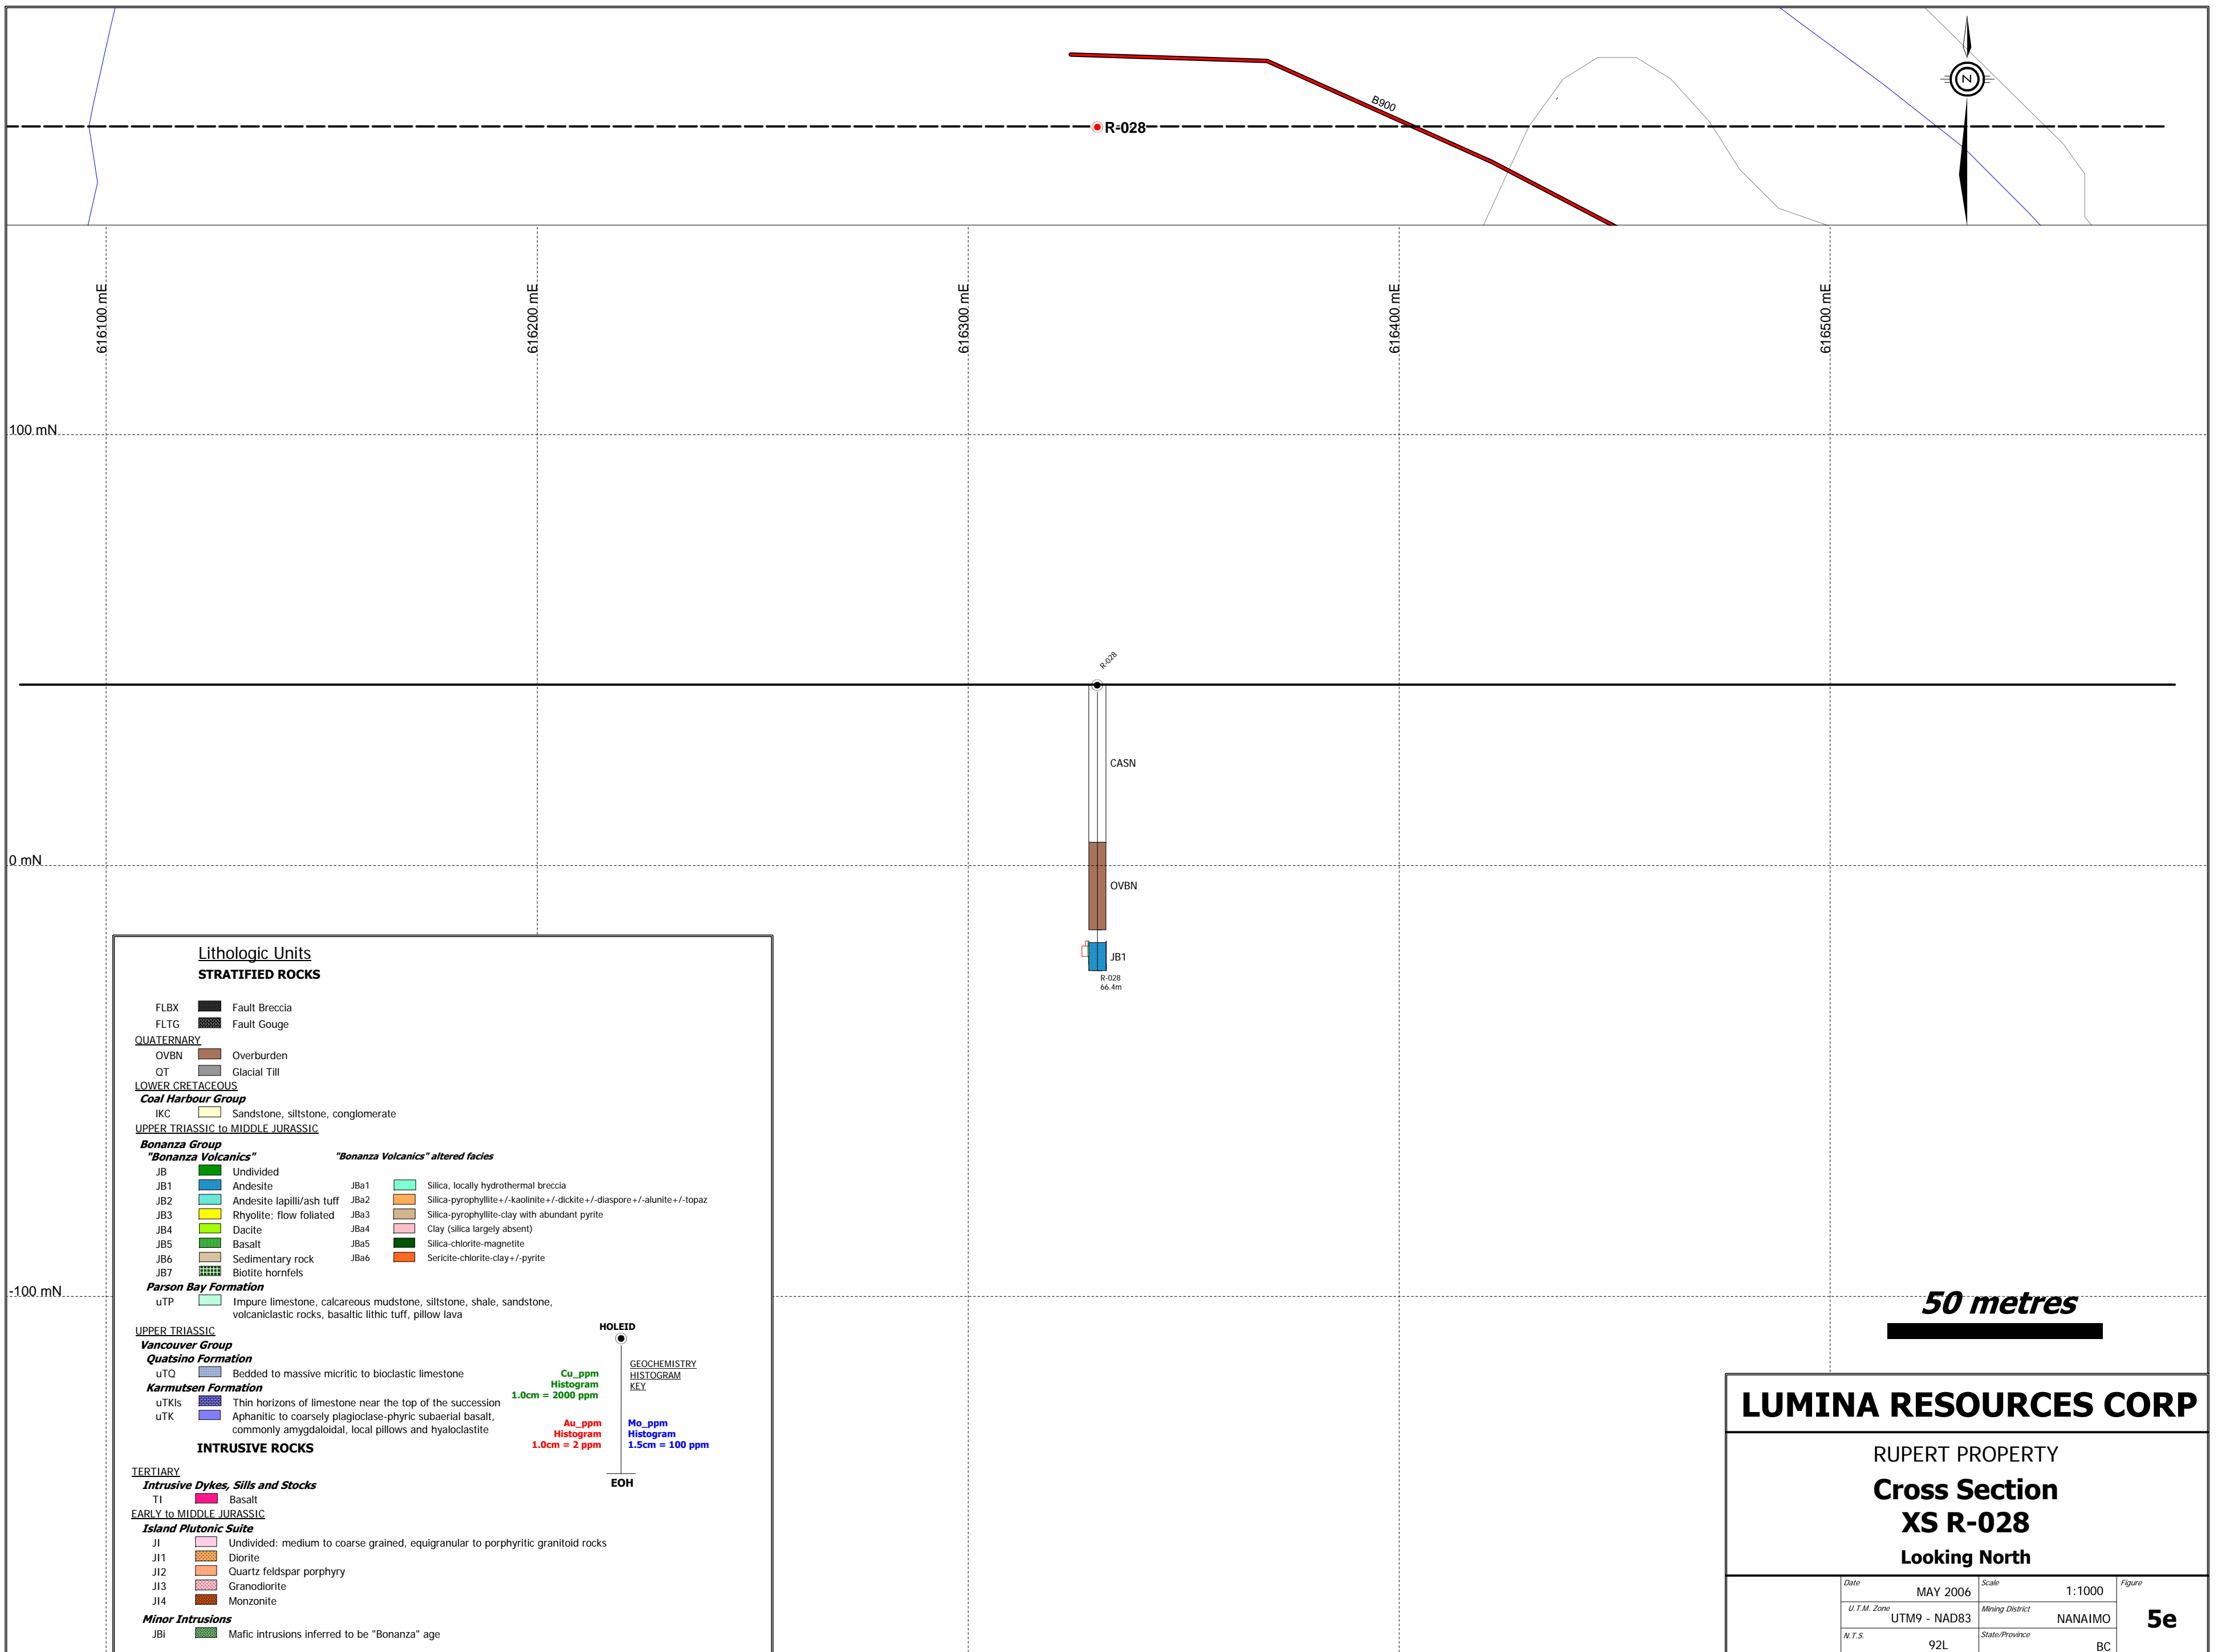 B900
R-028
N
616100 mE
616200 mE
616300 mE
616400 mE
616500 mE
100 mN
R-028
CASN
0 mN
OVBN
JB1
R-028
66.4m
-100 mN
Lithologic Units
STRATIFIED ROCKS
FLBX Fault Breccia
FLTG Fault Gouge
QUATERNARY
OVBN Overburden
QT Glacial Till
LOWER CRETACEOUS
Coal Harbour Group
IKC Sandstone, siltstone, conglomerate
UPPER TRIASSIC to MIDDLE JURASSIC
Bonanza Group
"Bonanza Volcanics" "Bonanza Volcanics" altered facies
JB Undivided
JB1 Andesite JBa1 Silica, locally hydrothermal breccia
JB2 Andesite lapilli/ash tuff JBa2 Silica-pyrophyllite+/-kaolinite+/-dickite+/-diaspore+/-alunite+/-topaz
JB3 Rhyolite; flow foliated JBa3 Silica-pyrophyllite-clay with abundant pyrite
JB4 Dacite JBa4 Clay (silica largely absent)
JB5 Basalt JBa5 Silica-chlorite-magnetite
JB6 Sedimentary rock JBa6 Sericite-chlorite-clay+/-pyrite
JB7 Biotite hornfels
Parson Bay Formation
uTP Impure limestone, calcareous mudstone, siltstone, shale, sandstone,
volcaniclastic rocks, basaltic lithic tuff, pillow lava
UPPER TRIASSIC
Vancouver Group
Quatsino Formation
uTQ Bedded to massive micritic to bioclastic limestone
Karmutsen Formation
uTKls Thin horizons of limestone near the top of the succession
uTK Aphanitic to coarsely plagioclase-phyric subaerial basalt,
commonly amygdaloidal, local pillows and hyaloclastite
INTRUSIVE ROCKS
TERTIARY
Intrusive Dykes, Sills and Stocks
TI Basalt
EARLY to MIDDLE JURASSIC
Island Plutonic Suite
JI Undivided: medium to coarse grained, equigranular to porphyritic granitoid rocks
JI1 Diorite
JI2 Quartz feldspar porphyry
JI3 Granodiorite
JI4 Monzonite
Minor Intrusions
JBi Mafic intrusions inferred to be "Bonanza" age
HOLEID
GEOCHEMISTRY
HISTOGRAM
KEY
Cu_ppm
Histogram
1.0cm = 2000 ppm
Au_ppm
Histogram
1.0cm = 2 ppm
Mo_ppm
Histogram
1.5cm = 100 ppm
EOH
50 metres
LUMINA RESOURCES CORP
RUPERT PROPERTY
Cross Section
XS R-028
Looking North
Date MAY 2006 Scale 1:1000 Figure
U.T.M. Zone UTM9 - NAD83 Mining District NANAIMO 5e
N.T.S. 92L State/Province BC